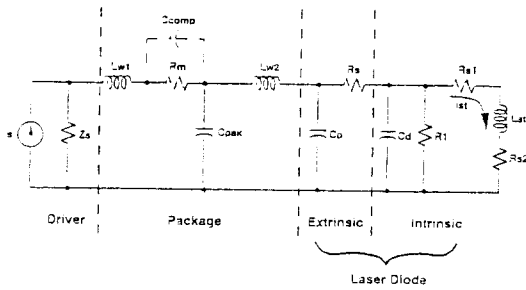 Ccomp
Lw1
Rm
Lw2
Rs
Rs1
Ist
Lst
Is
Zs
Cpak
Cp
Cd
R1
Rs2
Driver
Package
Extrinsic
Intrinsic
Laser Diode